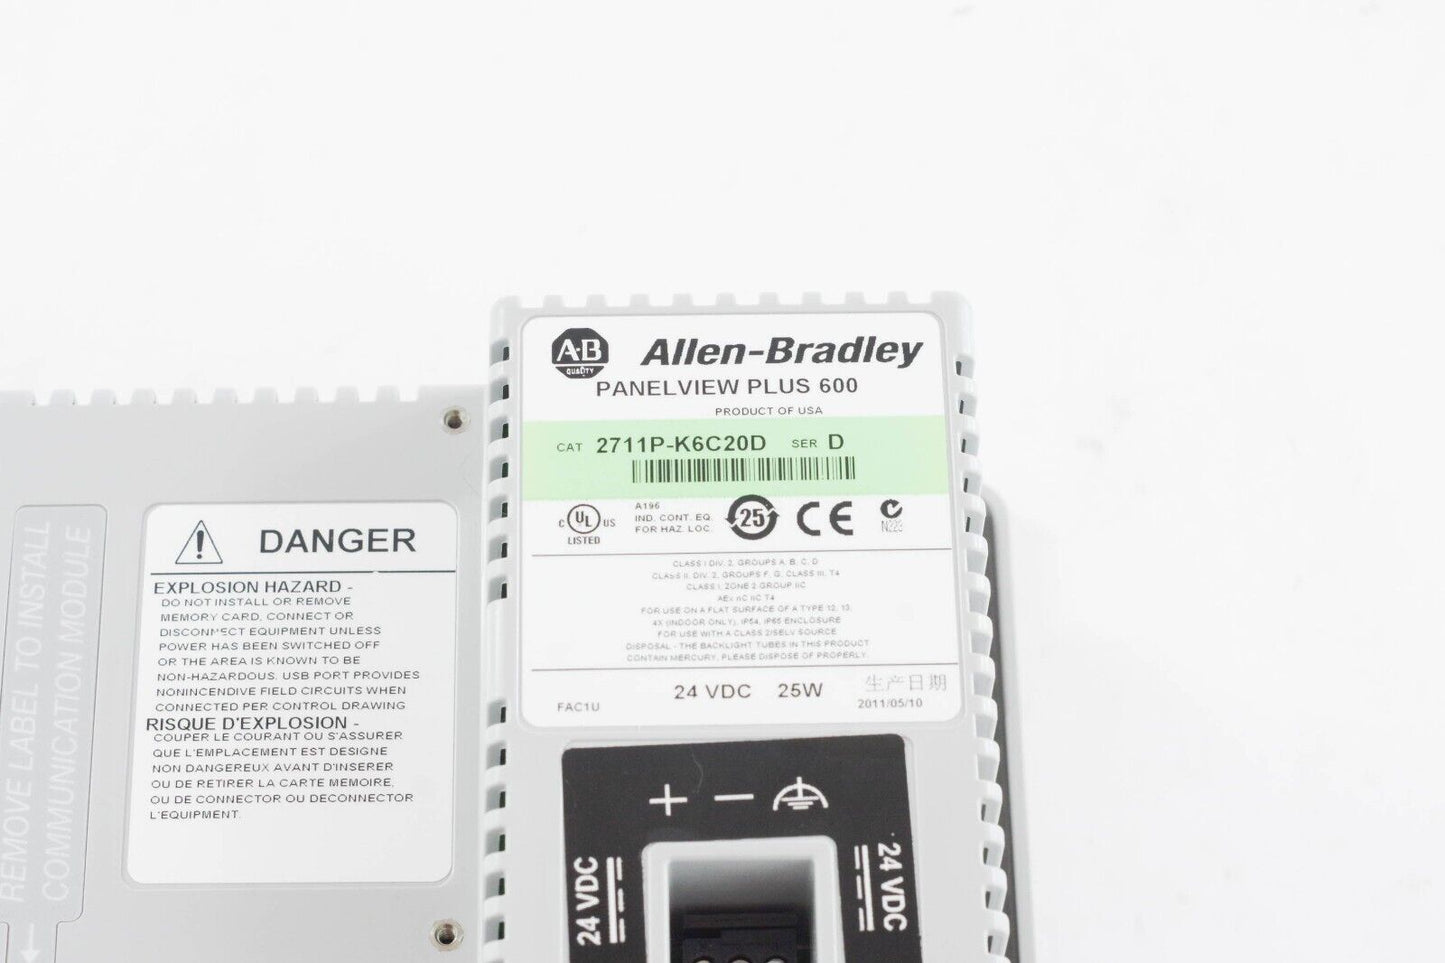 A·B
QUALITY
Allen-Bradley
PANELVIEW PLUS 600
PRODUCT OF USA
CAT 2711P-K6C20D SER D
C UL US
LISTED
A196
IND. CONT. EQ.
FOR HAZ. LOC.
25
CE
N223
CLASS I DIV. 2, GROUPS A, B, C, D
CLASS II, DIV. 2, GROUPS F, G, CLASS III, T4
CLASS I, ZONE 2 GROUP IIC
AEx nC IIC T4
FOR USE ON A FLAT SURFACE OF A TYPE 12, 13,
4X (INDOOR ONLY), IP54, IP65 ENCLOSURE
FOR USE WITH A CLASS 2/SELV SOURCE
DISPOSAL - THE BACKLIGHT TUBES IN THIS PRODUCT
CONTAIN MERCURY, PLEASE DISPOSE OF PROPERLY.
FAC1U
24 VDC 25W
生产日期
2011/05/10
+ −
24 VDC
24 VDC
DANGER
EXPLOSION HAZARD -
DO NOT INSTALL OR REMOVE
MEMORY CARD, CONNECT OR
DISCONNECT EQUIPMENT UNLESS
POWER HAS BEEN SWITCHED OFF
OR THE AREA IS KNOWN TO BE
NON-HAZARDOUS. USB PORT PROVIDES
NONINCENDIVE FIELD CIRCUITS WHEN
CONNECTED PER CONTROL DRAWING
RISQUE D'EXPLOSION -
COUPER LE COURANT OU S'ASSURER
QUE L'EMPLACEMENT EST DESIGNE
NON DANGEREUX AVANT D'INSERER
OU DE RETIRER LA CARTE MEMOIRE,
OU DE CONNECTOR OU DECONNECTOR
L'EQUIPMENT.
REMOVE LABEL TO INSTALL
COMMUNICATION MODULE